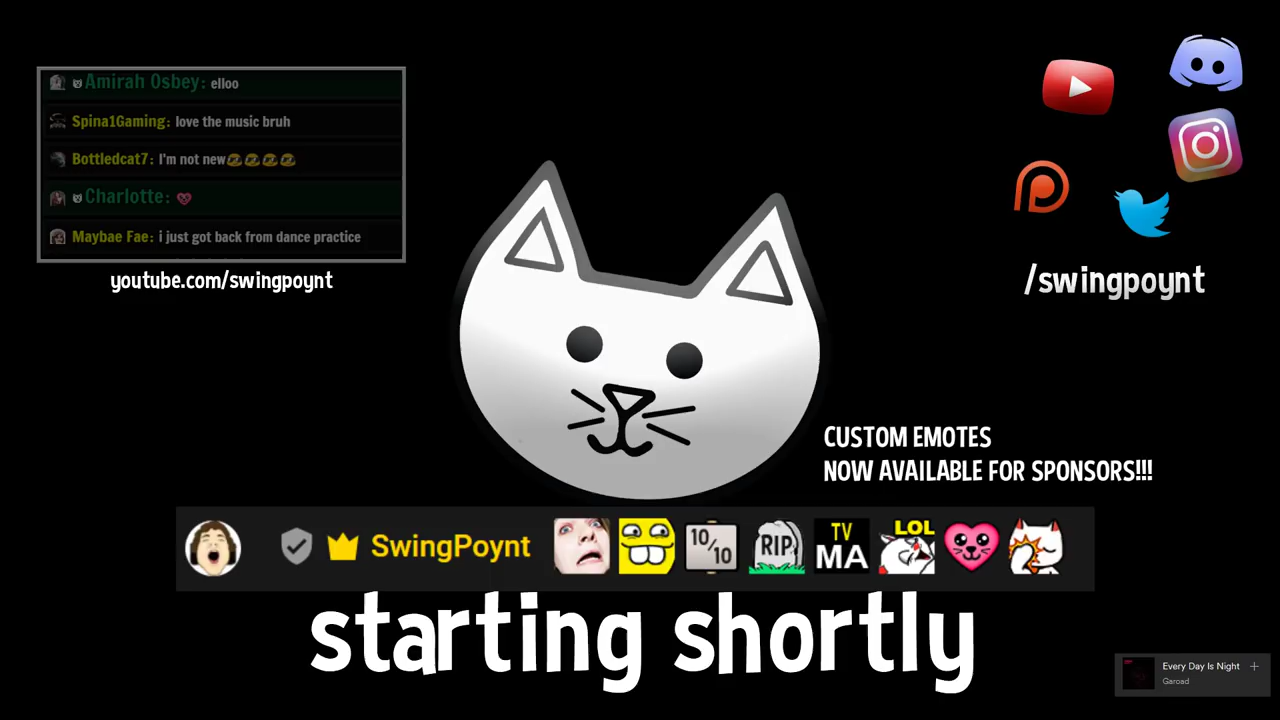 Amirah Osbey: elloo
Spina1Gaming: love the music bruh
Bottledcat7: I'm not new
Charlotte:
Maybae Fae: i just got back from dance practice
youtube.com/swingpoynt
/swingpoynt
CUSTOM EMOTES
NOW AVAILABLE FOR SPONSORS!!!
SwingPoynt
10/10
RIP
TV
MA
LOL
starting shortly
Every Day Is Night
Garoad